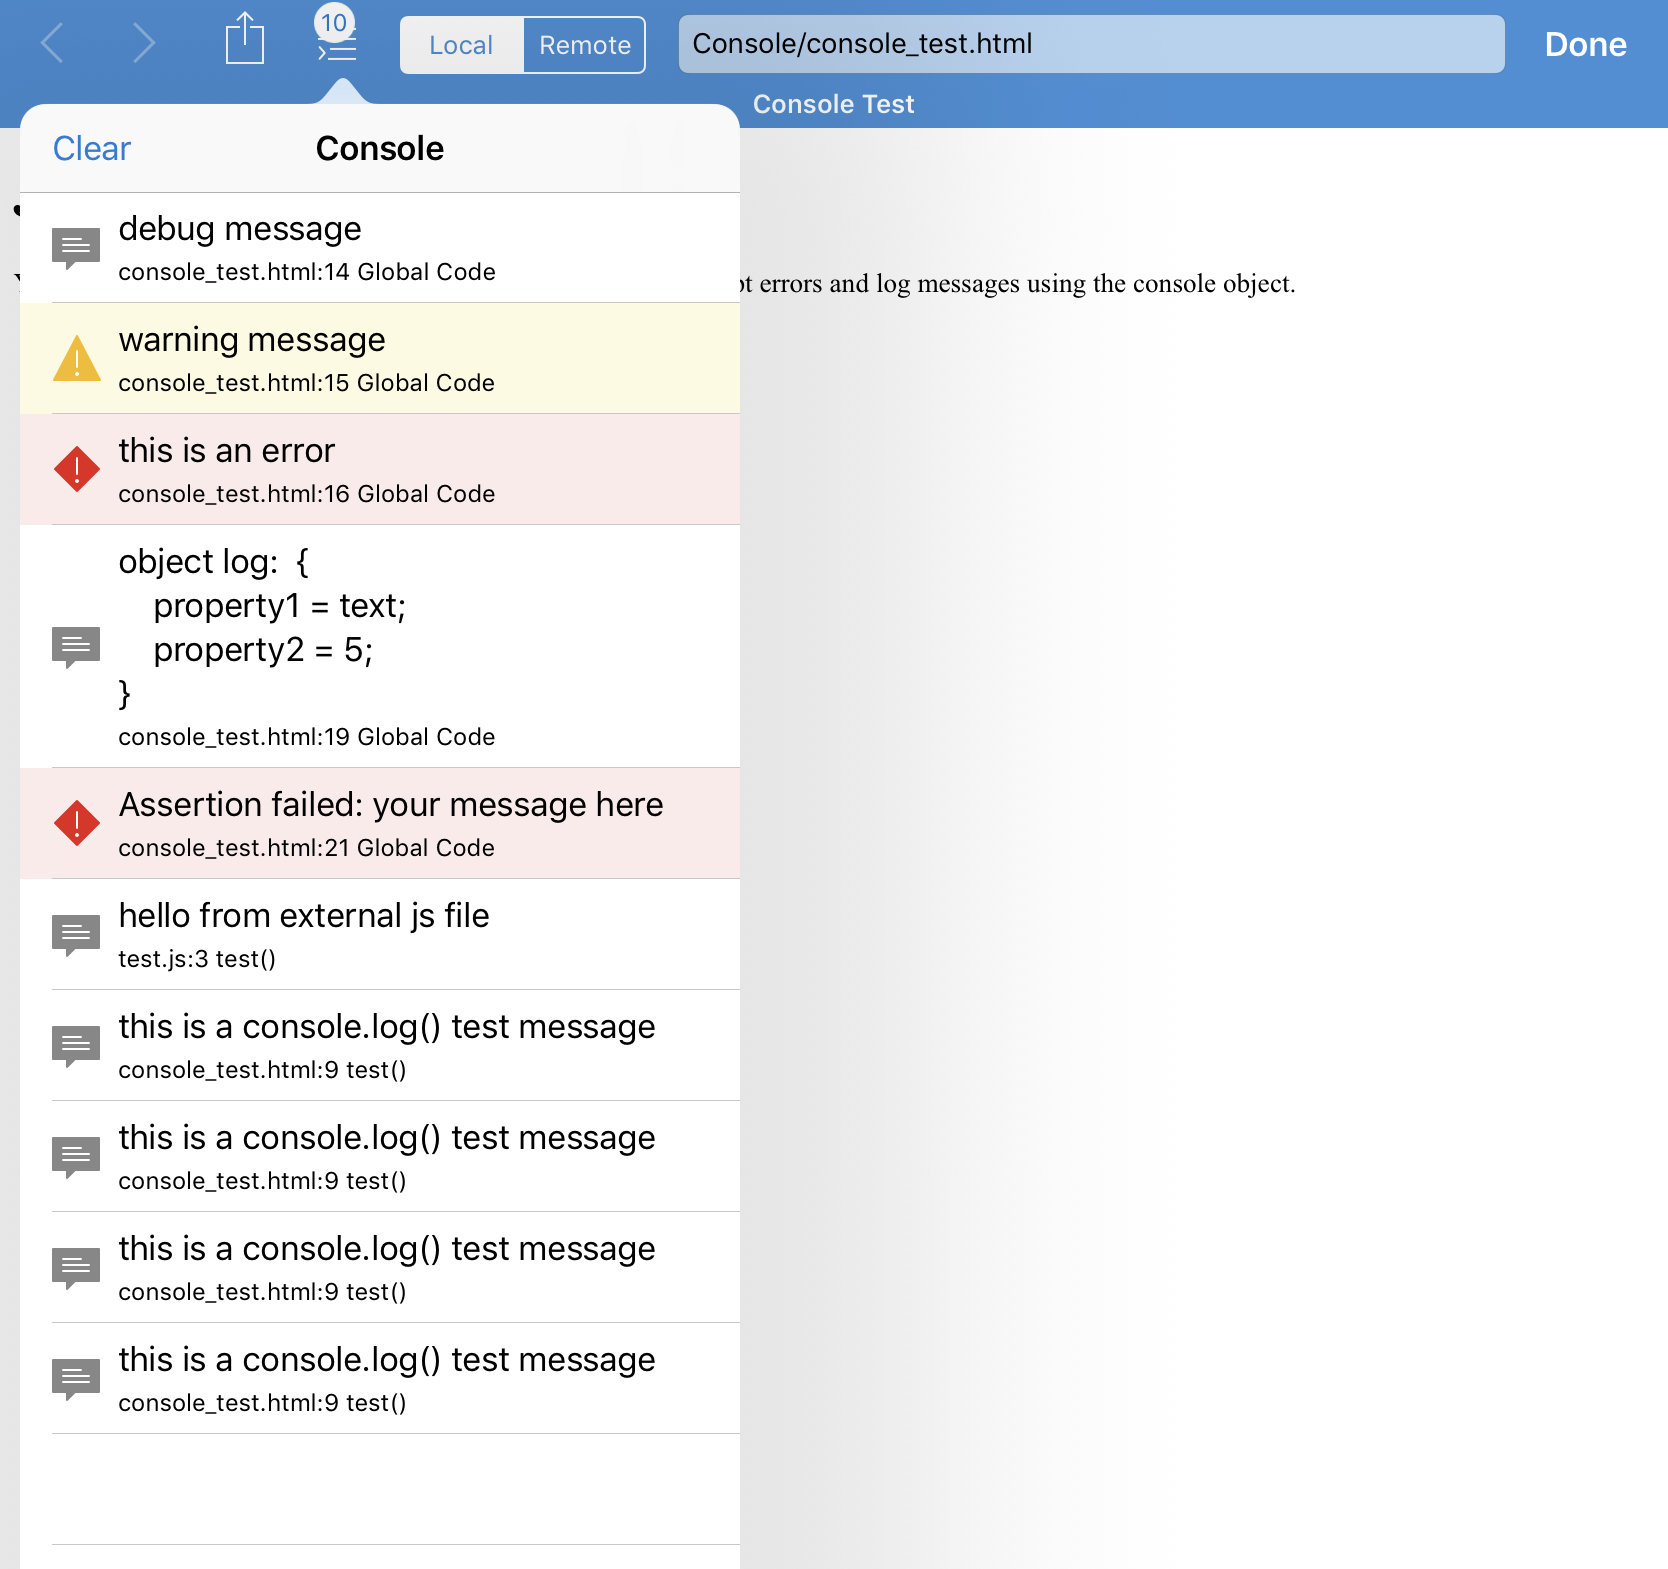 10
Local
Remote
Console/console_test.html
Done
Console Test
Clear
Console
debug message
console_test.html:14 Global Code
errors and log messages using the console object.
warning message
console_test.html:15 Global Code
this is an error
console_test.html:16 Global Code
object log:  {
property1 = text;
property2 = 5;
}
console_test.html:19 Global Code
Assertion failed: your message here
console_test.html:21 Global Code
hello from external js file
test.js:3 test()
this is a console.log() test message
console_test.html:9 test()
this is a console.log() test message
console_test.html:9 test()
this is a console.log() test message
console_test.html:9 test()
this is a console.log() test message
console_test.html:9 test()